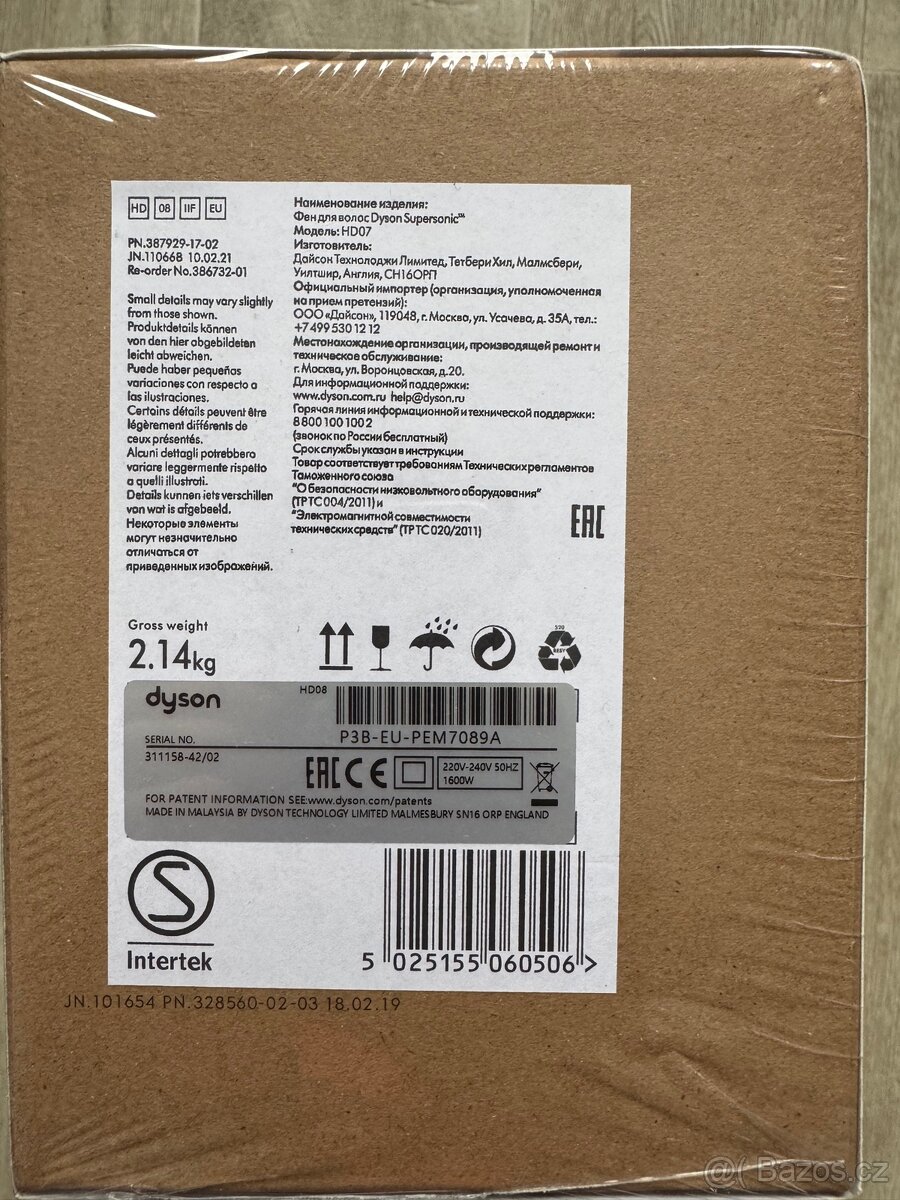 HD 08 IIF EU
PN.387929-17-02
JN.110668 10.02.21
Re-order No.386732-01
Small details may vary slightly
from those shown.
Produktdetails können
von den hier abgebildeten
leicht abweichen.
Puede haber pequeñas
variaciones con respecto a
las ilustraciones.
Certains détails peuvent être
légèrement différents de
ceux présentés.
Alcuni dettagli potrebbero
variare leggermente rispetto
a quelli illustrati.
Details kunnen iets verschillen
van wat is afgebeeld.
Некоторые элементы
могут незначительно
отличаться от
приведенных изображений.
Наименование изделия:
Фен для волос Dyson Supersonic™
Модель: HD07
Изготовитель:
Дайсон Технолоджи Лимитед, Тетбери Хил, Малмсбери,
Уилтшир, Англия, СН16ОРП
Официальный импортер (организация, уполномоченная
на прием претензий):
ООО «Дайсон», 119048, г. Москва, ул. Усачева, д. 35А, тел.:
+7 499 530 12 12
Местонахождение организации, производящей ремонт и
техническое обслуживание:
г. Москва, ул. Воронцовская, д.20.
Для информационной поддержки:
www.dyson.com.ru help@dyson.ru
Горячая линия информационной и технической поддержки:
8 800 100 100 2
(звонок по России бесплатный)
Срок службы указан в инструкции
Товар соответствует требованиям Технических регламентов
Таможенного союза
"О безопасности низковольтного оборудования"
(ТР ТС 004/2011) и
"Электромагнитной совместимости
технических средств" (ТР ТС 020/2011)
EAC
Gross weight
2.14kg
dyson
HD08
P3B-EU-PEM7089A
SERIAL NO.
311158-42/02
EAC CE
220V-240V 50HZ
1600W
FOR PATENT INFORMATION SEE:www.dyson.com/patents
MADE IN MALAYSIA BY DYSON TECHNOLOGY LIMITED MALMESBURY SN16 ORP ENGLAND
S
Intertek
5 025155 060506 >
JN.101654 PN.328560-02-03 18.02.19
@( Bazos.cz